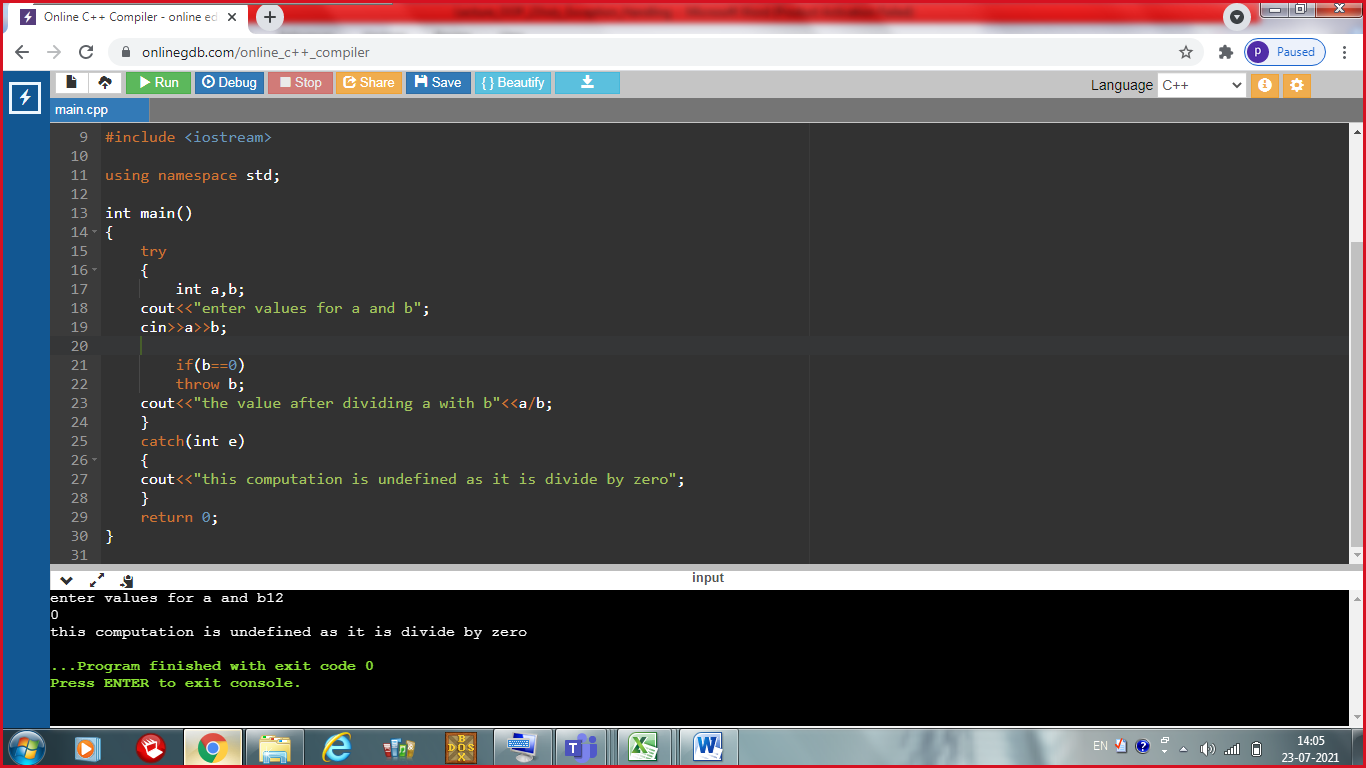 Online C++ Compiler - online ed
onlinegdb.com/online_c++_compiler
P Paused
Run Debug Stop Share Save { } Beautify
Language C++
main.cpp
9 #include <iostream>
10
11 using namespace std;
12
13 int main()
14 {
15 try
16 {
17 int a,b;
18 cout<<"enter values for a and b";
19 cin>>a>>b;
20
21 if(b==0)
22 throw b;
23 cout<<"the value after dividing a with b"<<a/b;
24 }
25 catch(int e)
26 {
27 cout<<"this computation is undefined as it is divide by zero";
28 }
29 return 0;
30 }
31
input
enter values for a and b12
0
this computation is undefined as it is divide by zero
...Program finished with exit code 0
Press ENTER to exit console.
EN
14:05
23-07-2021